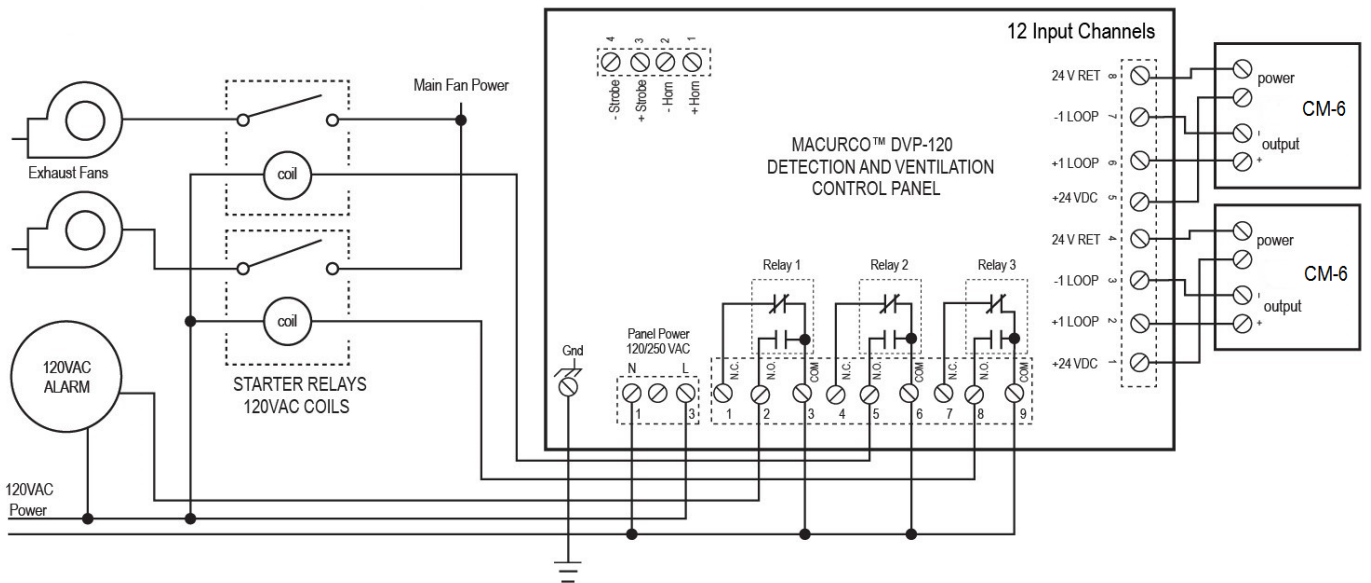 12 Input Channels
4
3
2
1
- Strobe
+ Strobe
- Horn
+ Horn
Main Fan Power
Exhaust Fans
coil
coil
STARTER RELAYS
120VAC COILS
120VAC
ALARM
120VAC
Power
MACURCO™ DVP-120
DETECTION AND VENTILATION
CONTROL PANEL
Gnd
Panel Power
120/250 VAC
N
L
1
3
Relay 1
Relay 2
Relay 3
N.C.
N.O.
COM
N.C.
N.O.
COM
N.C.
N.O.
COM
1
2
3
4
5
6
7
8
9
24 V RET 8
-1 LOOP 7
+1 LOOP 6
+24 VDC 5
24 V RET 4
-1 LOOP 3
+1 LOOP 2
+24 VDC 1
power
CM-6
-
output
+
power
CM-6
-
output
+